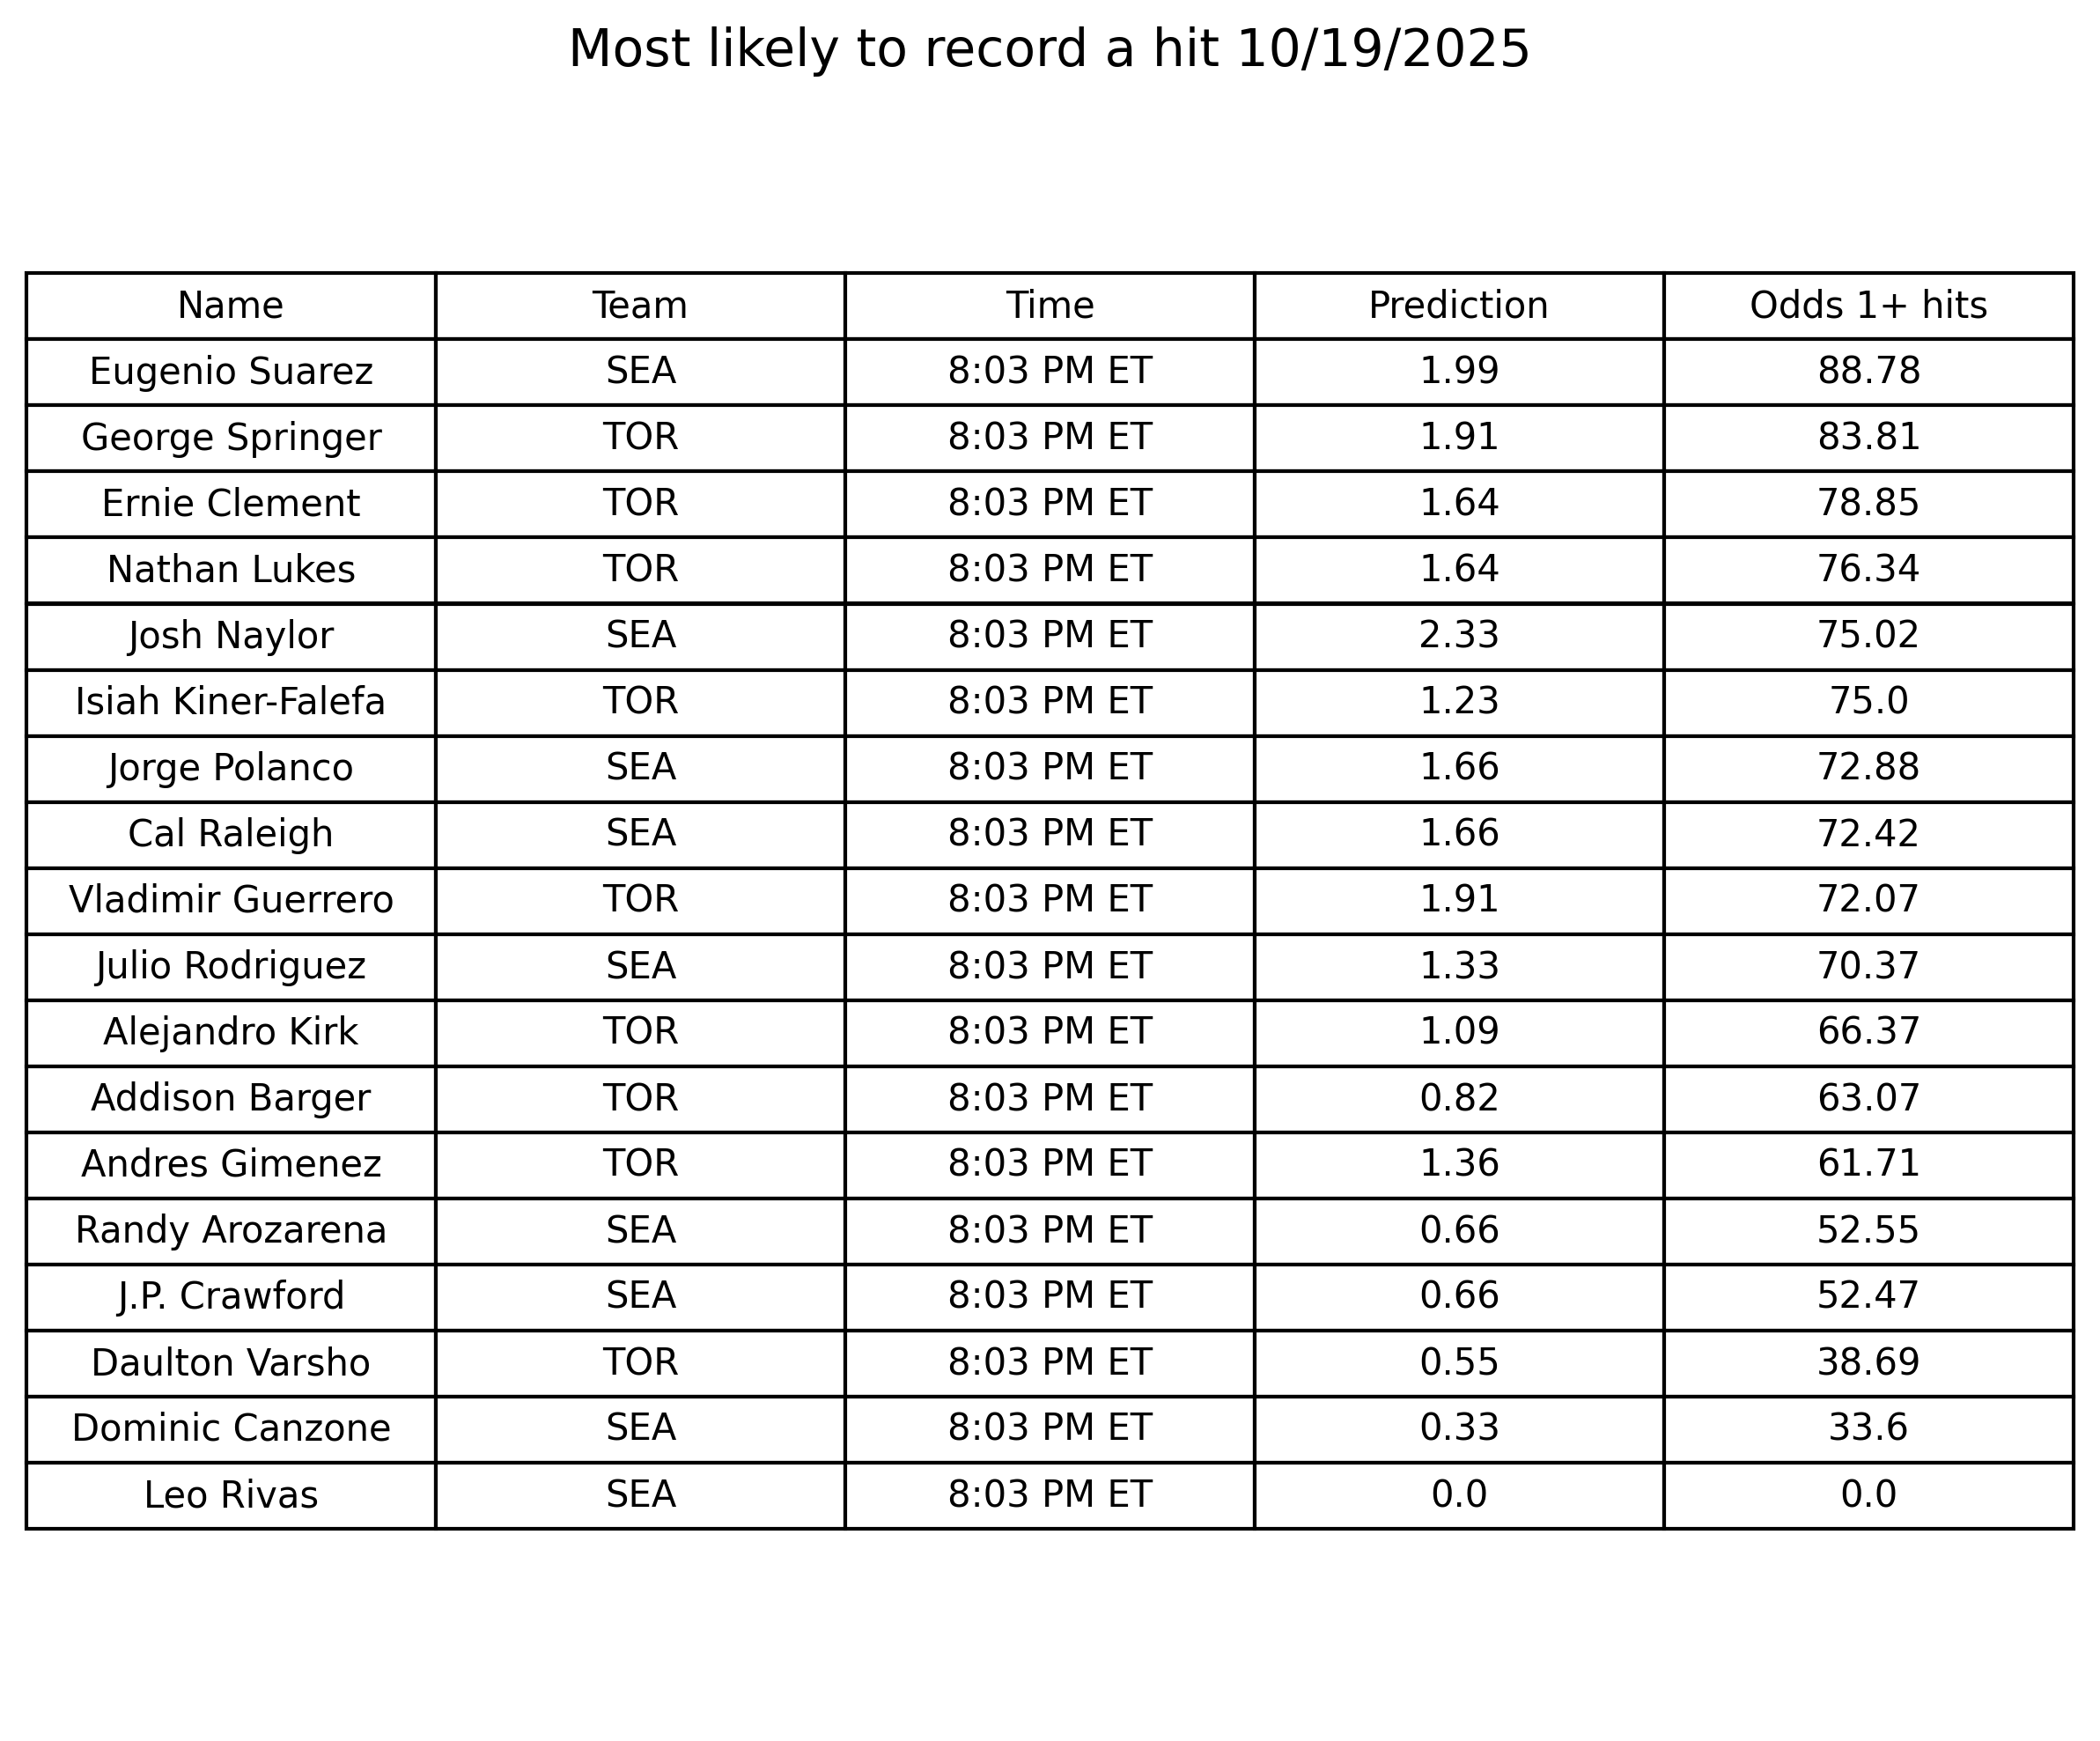 Most likely to record a hit 10/19/2025
Name Team Time Prediction Odds 1+ hits
Eugenio Suarez SEA 8:03 PM ET 1.99 88.78
George Springer TOR 8:03 PM ET 1.91 83.81
Ernie Clement TOR 8:03 PM ET 1.64 78.85
Nathan Lukes TOR 8:03 PM ET 1.64 76.34
Josh Naylor SEA 8:03 PM ET 2.33 75.02
Isiah Kiner-Falefa TOR 8:03 PM ET 1.23 75.0
Jorge Polanco SEA 8:03 PM ET 1.66 72.88
Cal Raleigh SEA 8:03 PM ET 1.66 72.42
Vladimir Guerrero TOR 8:03 PM ET 1.91 72.07
Julio Rodriguez SEA 8:03 PM ET 1.33 70.37
Alejandro Kirk TOR 8:03 PM ET 1.09 66.37
Addison Barger TOR 8:03 PM ET 0.82 63.07
Andres Gimenez TOR 8:03 PM ET 1.36 61.71
Randy Arozarena SEA 8:03 PM ET 0.66 52.55
J.P. Crawford SEA 8:03 PM ET 0.66 52.47
Daulton Varsho TOR 8:03 PM ET 0.55 38.69
Dominic Canzone SEA 8:03 PM ET 0.33 33.6
Leo Rivas SEA 8:03 PM ET 0.0 0.0